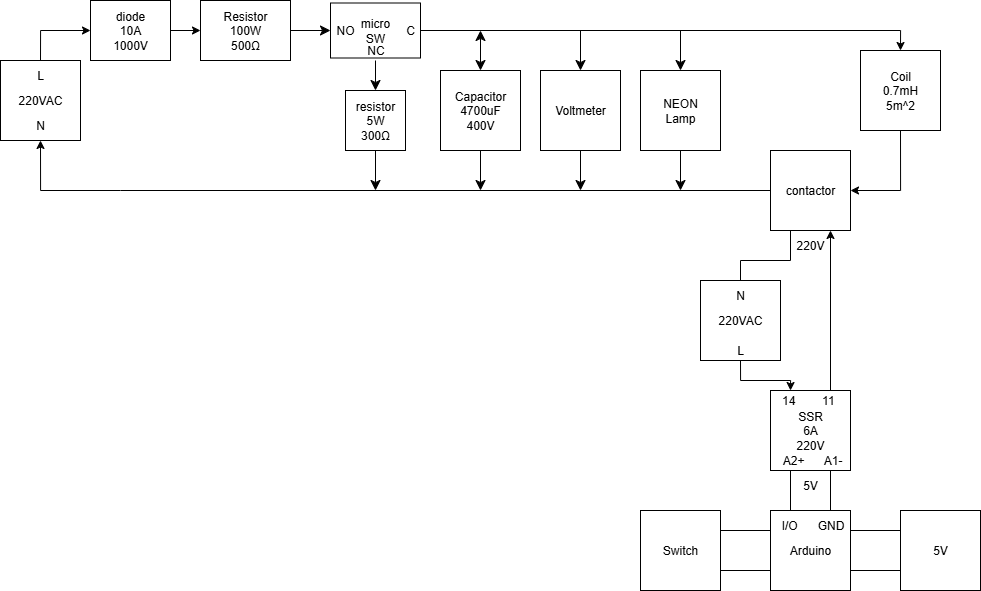 diode
10A
1000V
Resistor
100W
500Ω
NO
micro
SW
NC
C
L
220VAC
N
resistor
5W
300Ω
Capacitor
4700uF
400V
Voltmeter
NEON
Lamp
Coil
0.7mH
5m^2
contactor
220V
N
220VAC
L
14 11
SSR
6A
220V
A2+ A1-
5V
I/O GND
Switch
Arduino
5V